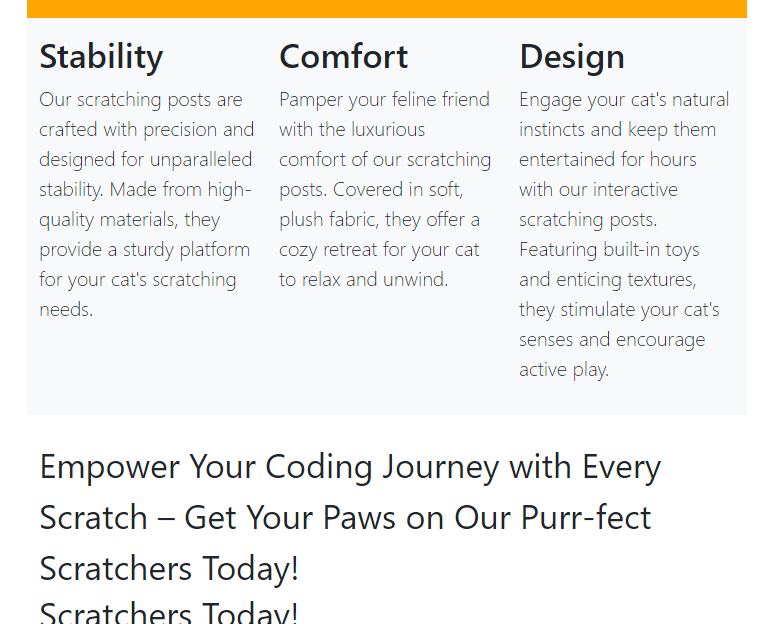 Stability
Our scratching posts are
crafted with precision and
designed for unparalleled
stability. Made from high-
quality materials, they
provide a sturdy platform
for your cat's scratching
needs.
Comfort
Pamper your feline friend
with the luxurious
comfort of our scratching
posts. Covered in soft,
plush fabric, they offer a
cozy retreat for your cat
to relax and unwind.
Design
Engage your cat's natural
instincts and keep them
entertained for hours
with our interactive
scratching posts.
Featuring built-in toys
and enticing textures,
they stimulate your cat's
senses and encourage
active play.
Empower Your Coding Journey with Every
Scratch – Get Your Paws on Our Purr-fect
Scratchers Today!
Scratchers Today!